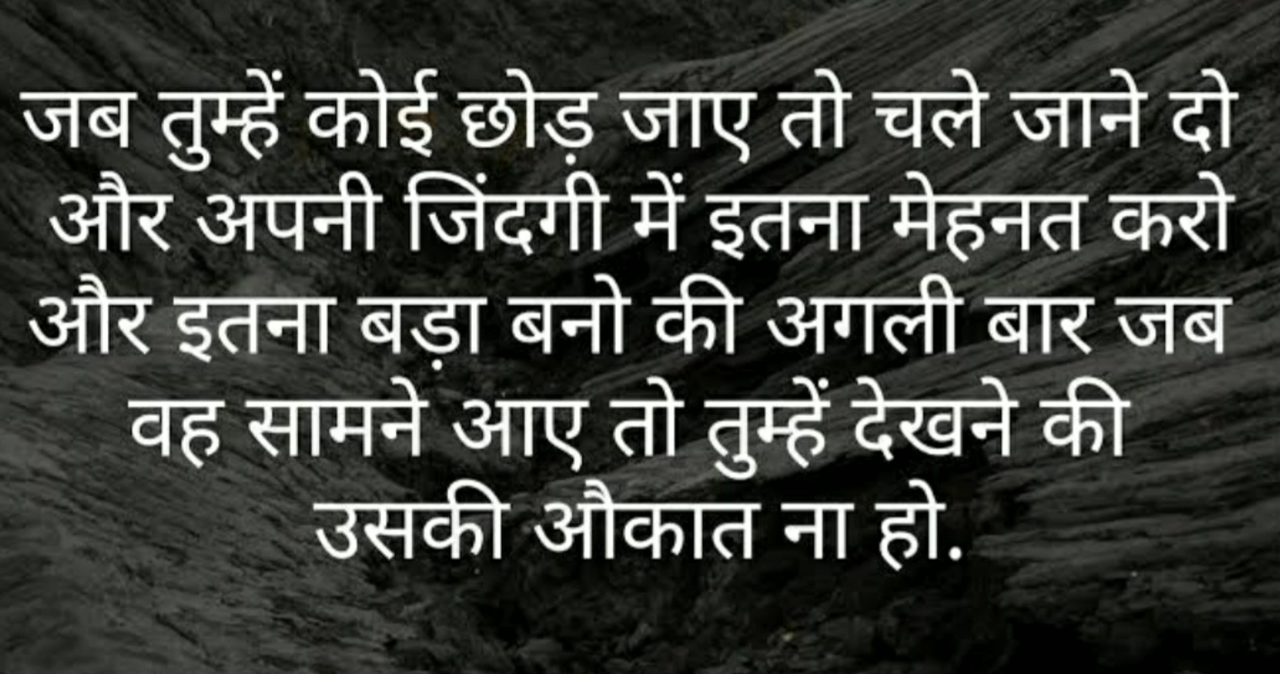 जब तुम्हें कोई छोड़ जाए तो चले जाने दो
और अपनी जिंदगी में इतना मेहनत करो
और इतना बड़ा बनो की अगली बार जब
वह सामने आए तो तुम्हें देखने की
उसकी औकात ना हो.